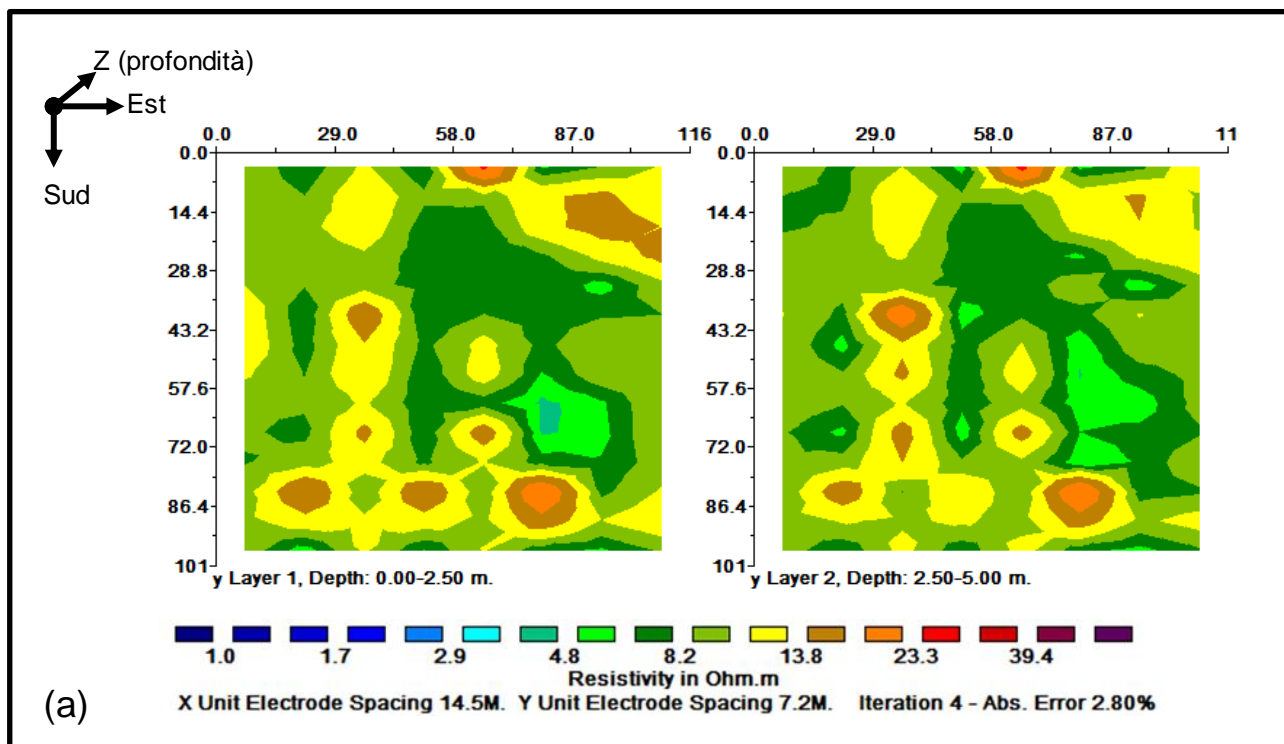 Z (profondità)
Est
Sud
0.0 29.0 58.0 87.0 116
0.0
14.4
28.8
43.2
57.6
72.0
86.4
101
y Layer 1, Depth: 0.00-2.50 m.
0.0 29.0 58.0 87.0 11
0.0
14.4
28.8
43.2
57.6
72.0
86.4
101
y Layer 2, Depth: 2.50-5.00 m.
1.0 1.7 2.9 4.8 8.2 13.8 23.3 39.4
Resistivity in Ohm.m
X Unit Electrode Spacing 14.5M. Y Unit Electrode Spacing 7.2M. Iteration 4 - Abs. Error 2.80%
(a)